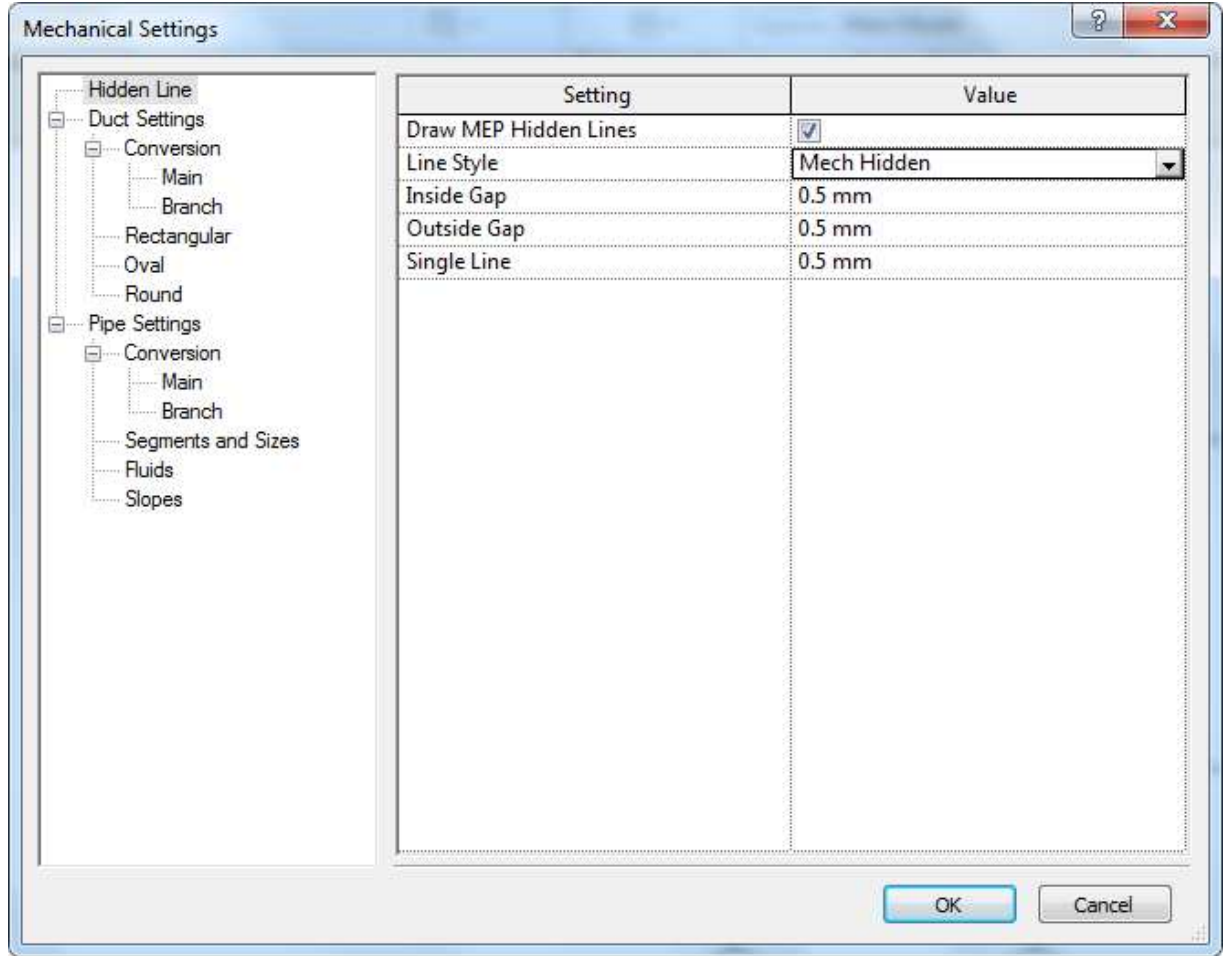 Mechanical Settings
Hidden Line
Duct Settings
Conversion
Main
Branch
Rectangular
Oval
Round
Pipe Settings
Conversion
Main
Branch
Segments and Sizes
Fluids
Slopes
Setting Value
Draw MEP Hidden Lines
Line Style Mech Hidden
Inside Gap 0.5 mm
Outside Gap 0.5 mm
Single Line 0.5 mm
OK Cancel